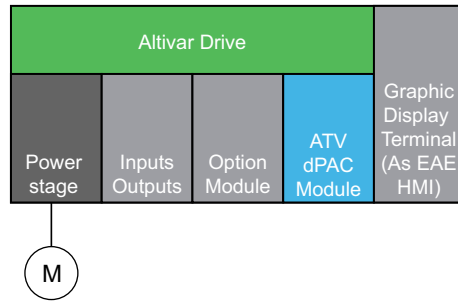 Altivar Drive
Power
stage
Inputs
Outputs
Option
Module
ATV
dPAC
Module
Graphic
Display
Terminal
(As EAE
HMI)
M